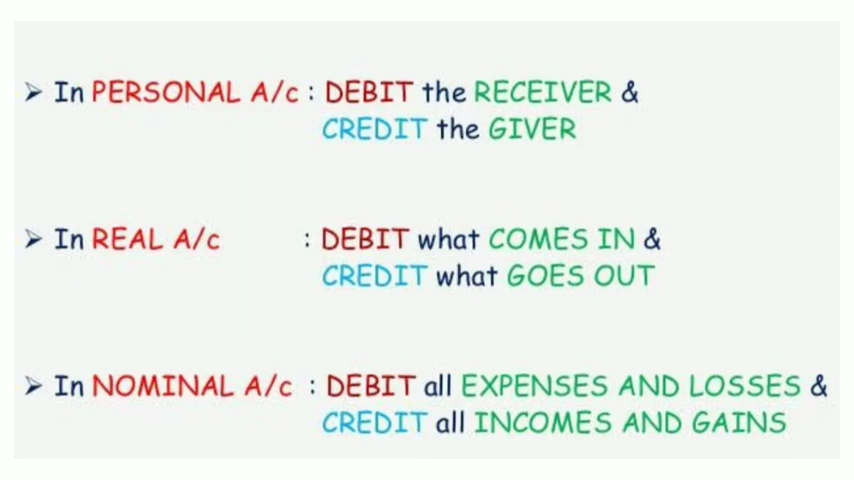 ➢ In PERSONAL A/c : DEBIT the RECEIVER &
CREDIT the GIVER
➢ In REAL A/c : DEBIT what COMES IN &
CREDIT what GOES OUT
➢ In NOMINAL A/c : DEBIT all EXPENSES AND LOSSES &
CREDIT all INCOMES AND GAINS